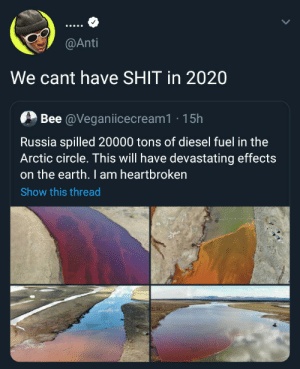 .....
@Anti
We cant have SHIT in 2020
Bee @Veganiicecream1 · 15h
Russia spilled 20000 tons of diesel fuel in the
Arctic circle. This will have devastating effects
on the earth. I am heartbroken
Show this thread